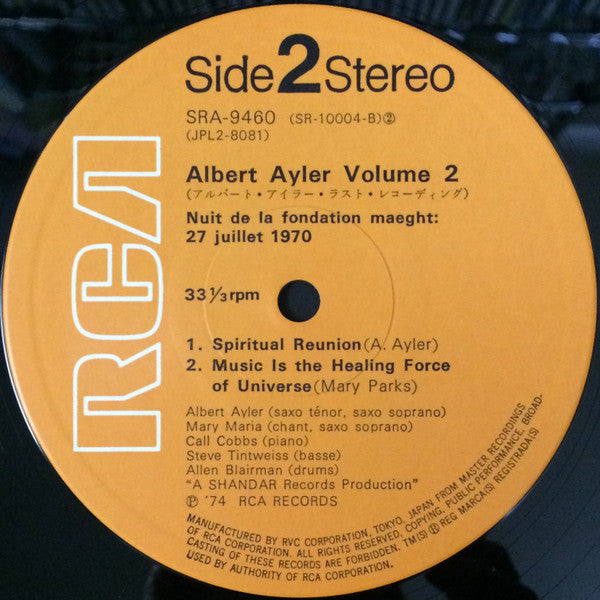 Side 2 Stereo
SRA-9460 (SR-10004-B)②
(JPL2-8081)
RCA
Albert Ayler Volume 2
(アルバート・アイラー・ラスト・レコーディング)
Nuit de la fondation maeght:
27 juillet 1970
33 1/3 rpm
1. Spiritual Reunion (A. Ayler)
2. Music Is the Healing Force
of Universe (Mary Parks)
Albert Ayler (saxo ténor, saxo soprano)
Mary Maria (chant, saxo soprano)
Call Cobbs (piano)
Steve Tintweiss (basse)
Allen Blairman (drums)
"A SHANDAR Records Production"
Ⓟ '74 RCA RECORDS
MANUFACTURED BY RVC CORPORATION, TOKYO, JAPAN FROM MASTER RECORDINGS
OF RCA CORPORATION. ALL RIGHTS RESERVED. COPYING, PUBLIC PERFORMANCE, BROAD-
CASTING OF THESE RECORDS ARE FORBIDDEN. TM(S) ® REG MARCA(S) REGISTRADA(S)
USED BY AUTHORITY OF RCA CORPORATION.